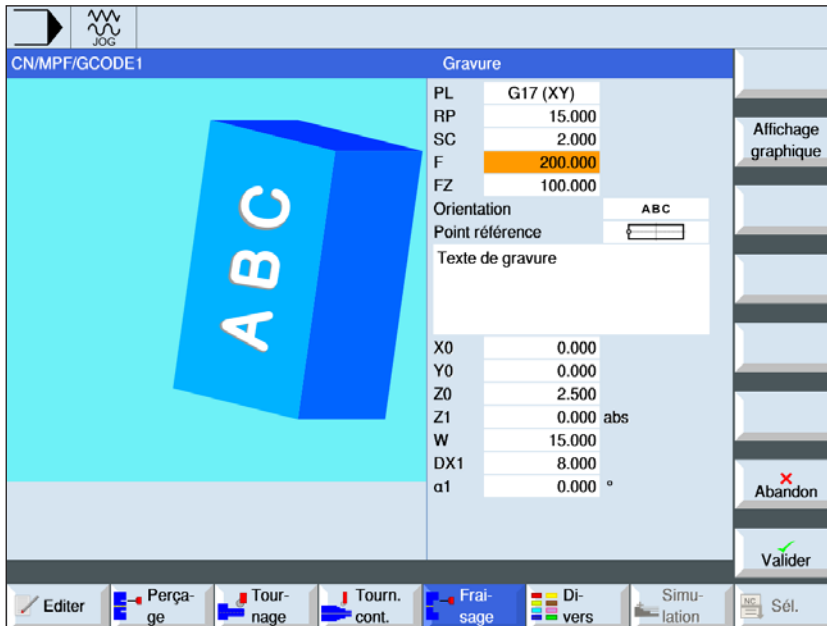 JOG
CN/MPF/GCODE1
Gravure
PL G17 (XY)
RP 15.000
SC 2.000
F 200.000
FZ 100.000
Orientation ABC
Point référence
Texte de gravure
X0 0.000
Y0 0.000
Z0 2.500
Z1 0.000 abs
W 15.000
DX1 8.000
α1 0.000 °
ABC
Affichage
graphique
Abandon
Valider
Editer
Perça-
ge
Tour-
nage
Tourn.
cont.
Frai-
sage
Di-
vers
Simu-
lation
NC
Sél.